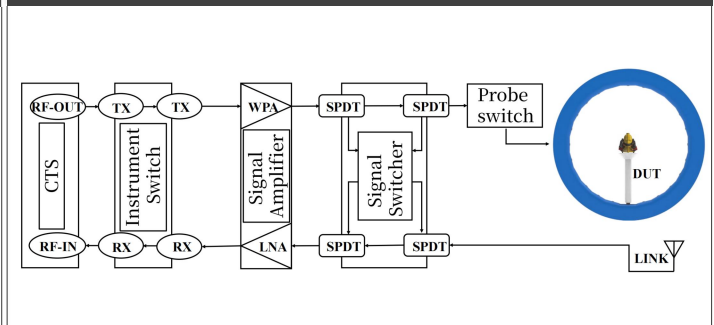 RF-OUT
TX
TX
WPA
SPDT
SPDT
Probe
switch
CTS
Instrument
Switch
Signal
Amplifier
Signal
Switcher
DUT
RF-IN
RX
RX
LNA
SPDT
SPDT
LINK